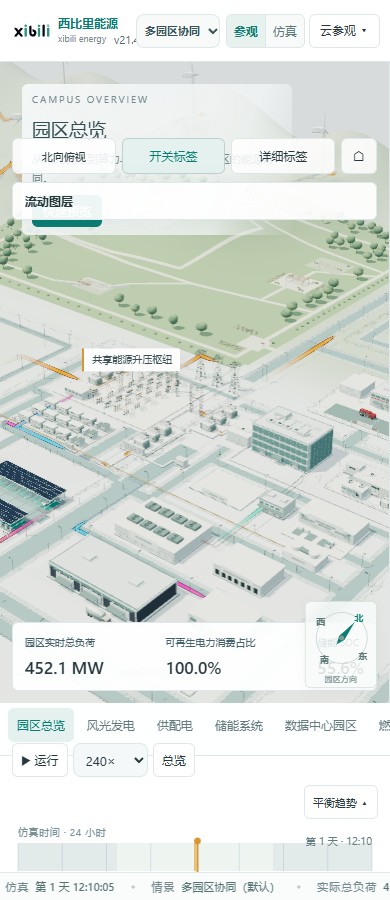 xibili 西比里能源
xibili energy v21.4
多园区协同
参观 仿真
云参观
CAMPUS OVERVIEW
园区总览
北向俯视 开关标签 详细标签
同。
流动图层
共享能源升压枢纽
园区实时总负荷 可再生电力消费占比
452.1 MW 100.0% 55.6%
北
西
东
南
园区方向
园区总览 风光发电 供配电 储能系统 数据中心园区 燃
▶ 运行 240× 总览
平衡趋势 ▲
仿真时间 · 24 小时 第 1 天 · 12:10
仿真 第 1 天 12:10:05 • 情景 多园区协同（默认） • 实际总负荷 4